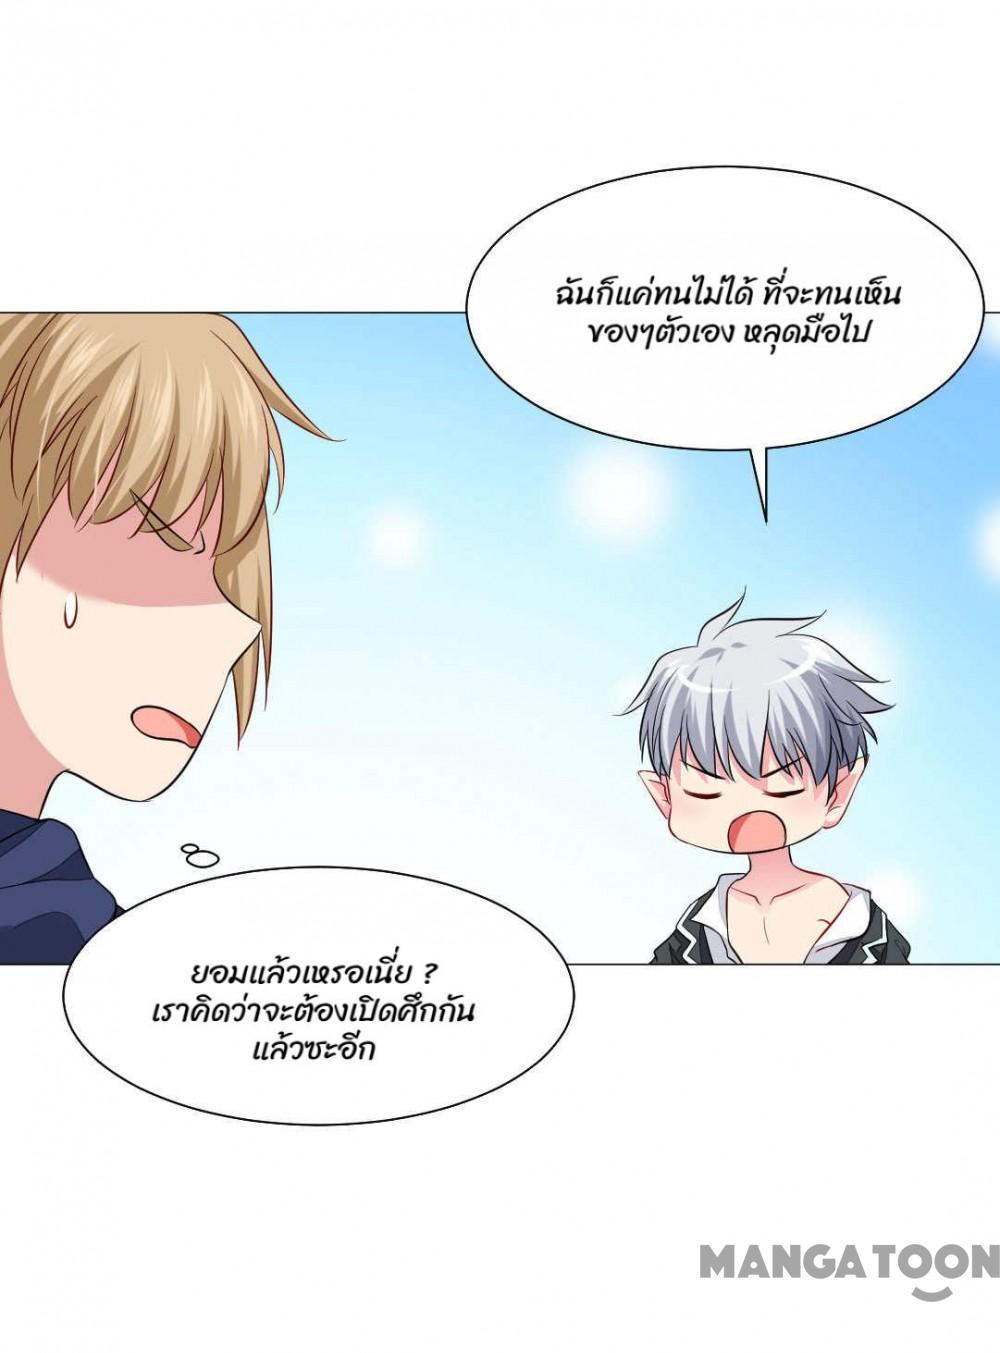 ฉันก็แค่ทนไม่ได้ ที่จะทนเห็น
ของๆตัวเอง หลุดมือไป
ยอมแล้วเหรอเนี่ย ?
เราคิดว่าจะต้องเปิดศึกกัน
แล้วซะอีก
MANGATOON